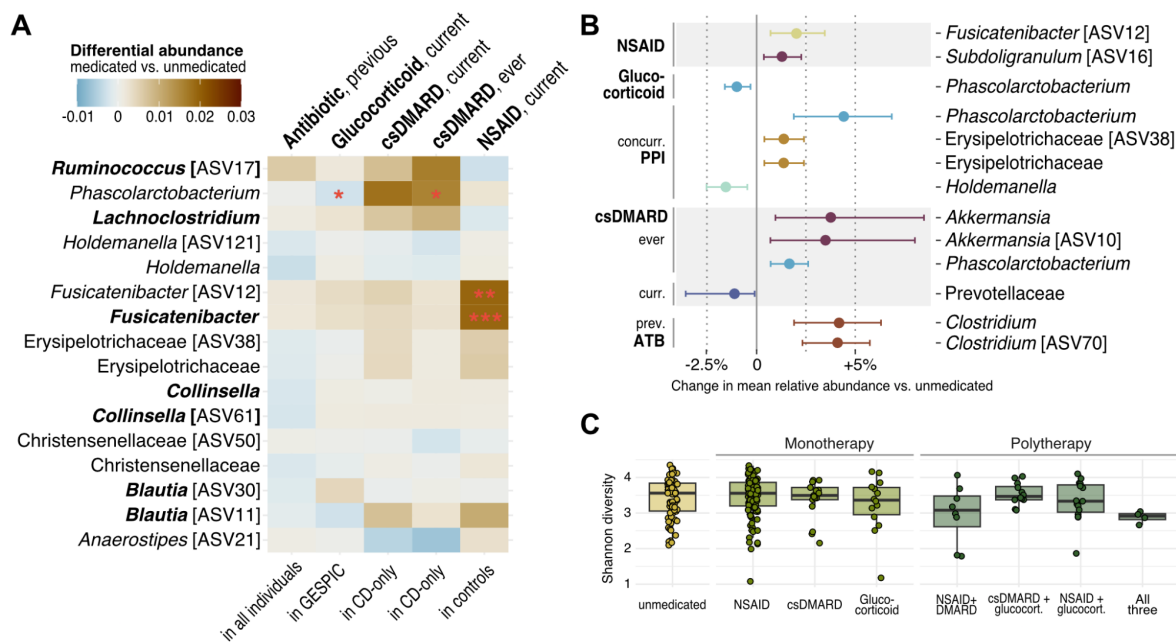 A
Differential abundance
medicated vs. unmedicated
-0.01 0 0.01 0.02 0.03
Antibiotic, previous
Glucocorticoid, current
csDMARD, current
csDMARD, ever
NSAID, current
Ruminococcus [ASV17]
Phascolarctobacterium * *
Lachnoclostridium
Holdemanella [ASV121]
Holdemanella
Fusicatenibacter [ASV12] **
Fusicatenibacter ***
Erysipelotrichaceae [ASV38]
Erysipelotrichaceae
Collinsella
Collinsella [ASV61]
Christensenellaceae [ASV50]
Christensenellaceae
Blautia [ASV30]
Blautia [ASV11]
Anaerostipes [ASV21]
in all individuals
in GESPIC
in CD-only
in CD-only
in controls
B
NSAID
Fusicatenibacter [ASV12]
Subdoligranulum [ASV16]
Gluco-
corticoid
Phascolarctobacterium
concurr.
PPI
Phascolarctobacterium
Erysipelotrichaceae [ASV38]
Erysipelotrichaceae
Holdemanella
csDMARD
ever
Akkermansia
Akkermansia [ASV10]
Phascolarctobacterium
curr.
Prevotellaceae
prev.
ATB
Clostridium
Clostridium [ASV70]
-2.5% 0 +5%
Change in mean relative abundance vs. unmedicated
C
Monotherapy Polytherapy
Shannon diversity
4
3
2
1
unmedicated
NSAID
csDMARD
Gluco-
corticoid
NSAID+
DMARD
csDMARD +
glucocort.
NSAID +
glucocort.
All
three